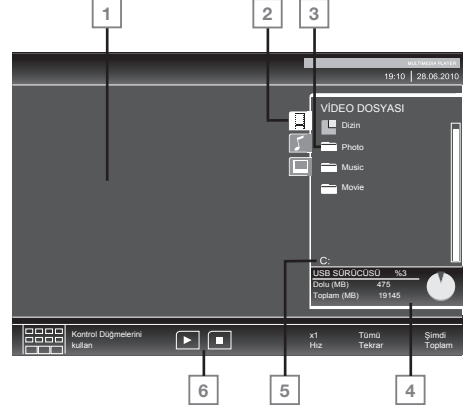 1 2 3
MULTIMEDIA PLAYER
19:10 28.06.2010
VİDEO DOSYASI
Dizin
Photo
Music
Movie
C:
USB SÜRÜCÜSÜ %3
Dolu (MB) 475
Toplam (MB) 19145
Kontrol Düğmelerini
kullan
x1 Tümü Şimdi
Hız Tekrar Toplam
6 5 4